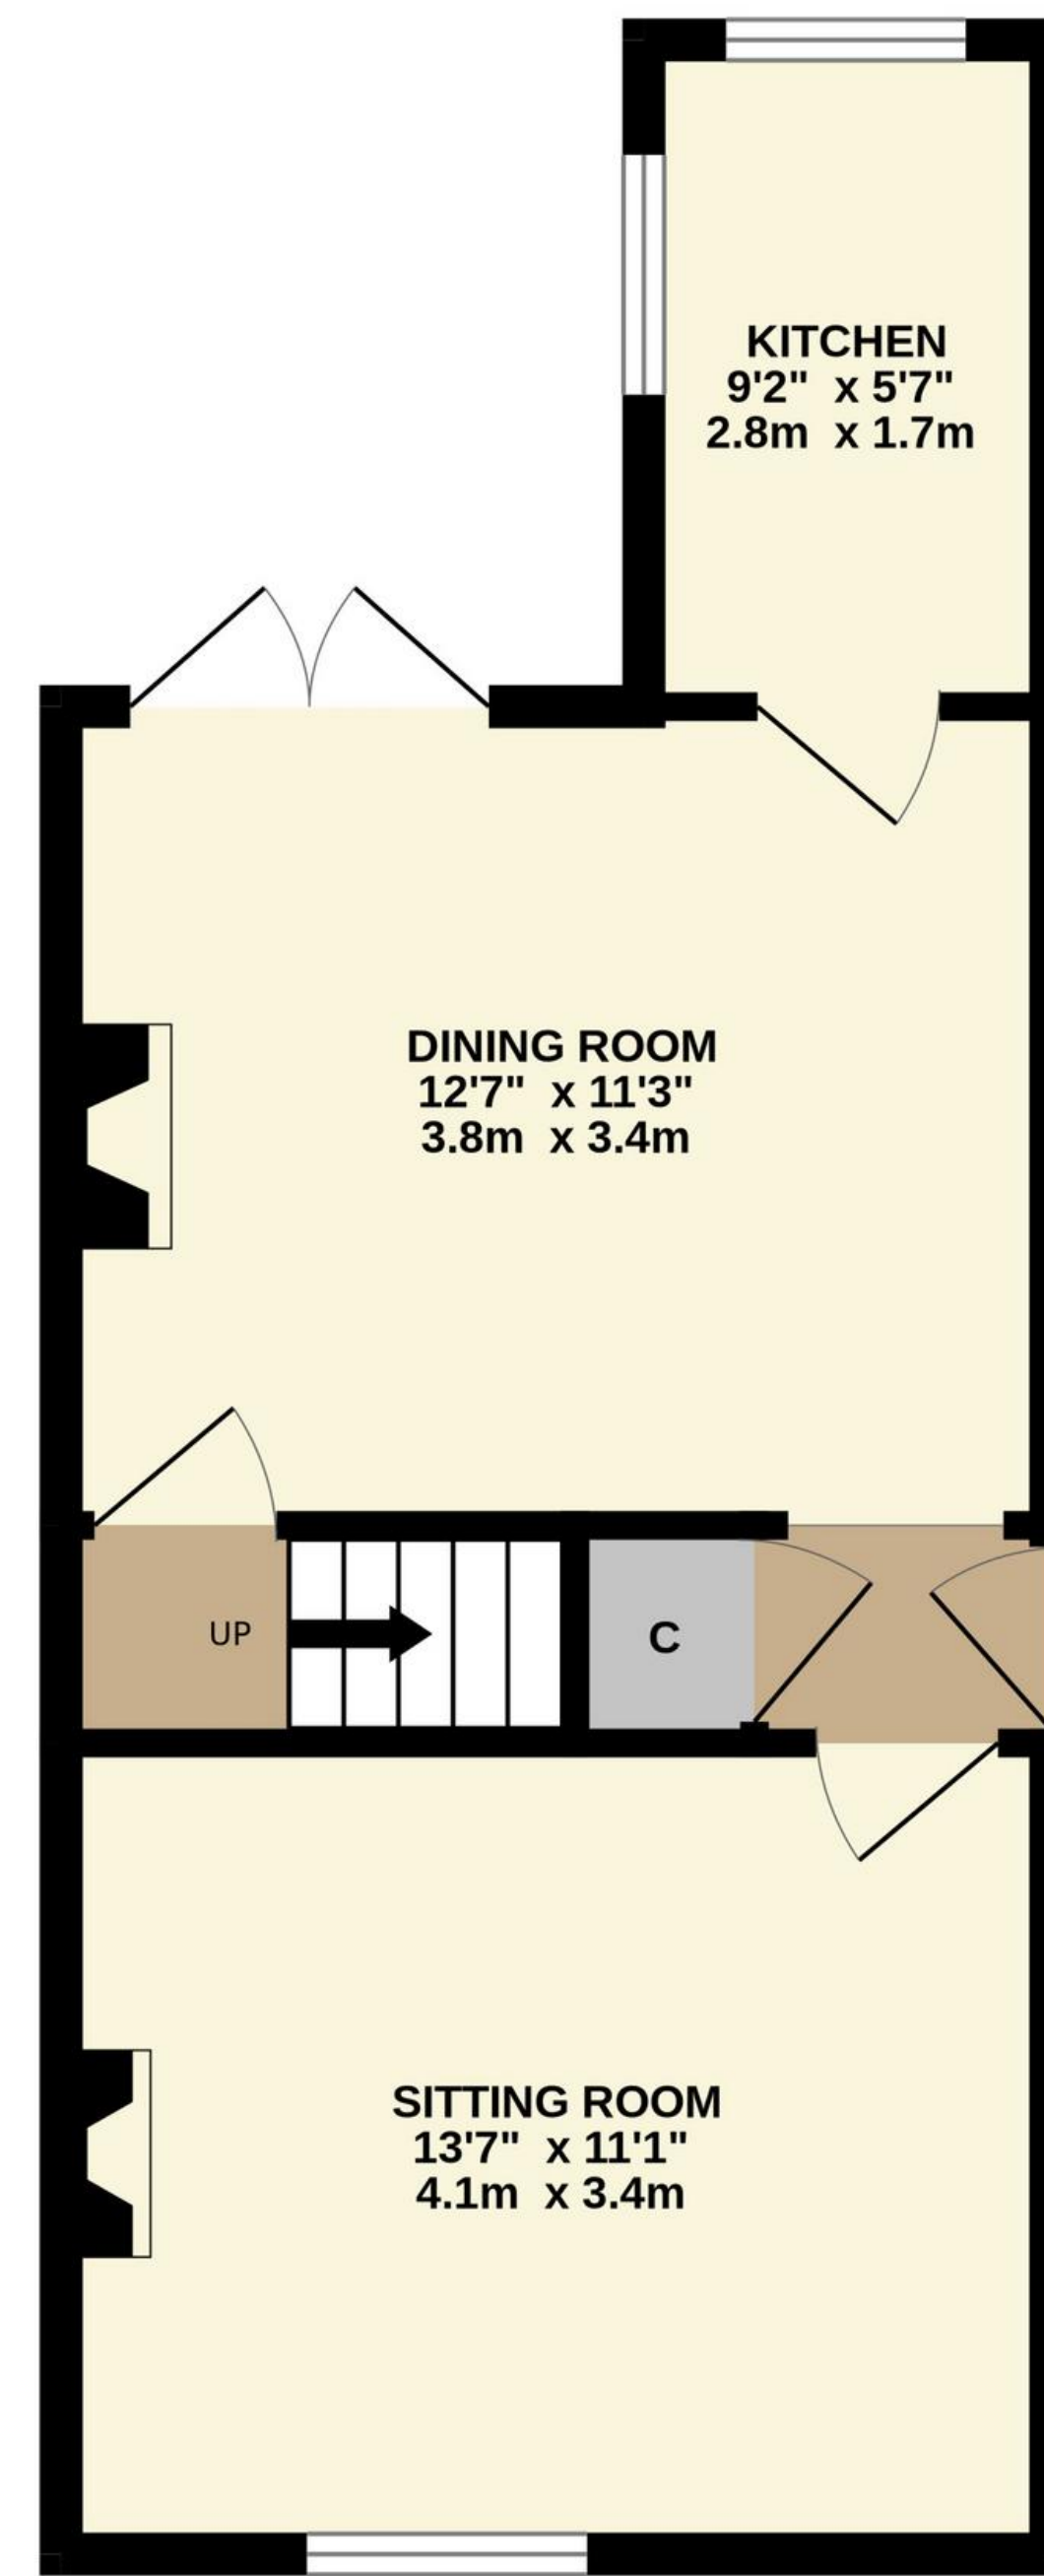 KITCHEN
9'2" x 5'7"
2.8m x 1.7m
DINING ROOM
12'7" x 11'3"
3.8m x 3.4m
UP
C
SITTING ROOM
13'7" x 11'1"
4.1m x 3.4m